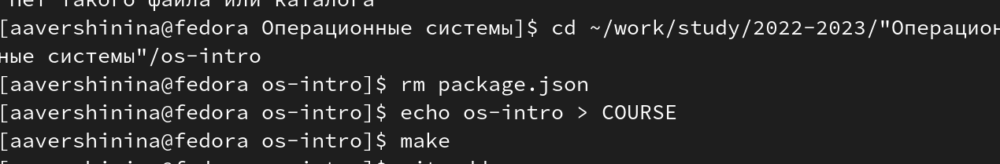 нет такого файла или каталога
[aavershinina@fedora Операционные системы]$ cd ~/work/study/2022-2023/"Операцион
ные системы"/os-intro
[aavershinina@fedora os-intro]$ rm package.json
[aavershinina@fedora os-intro]$ echo os-intro > COURSE
[aavershinina@fedora os-intro]$ make